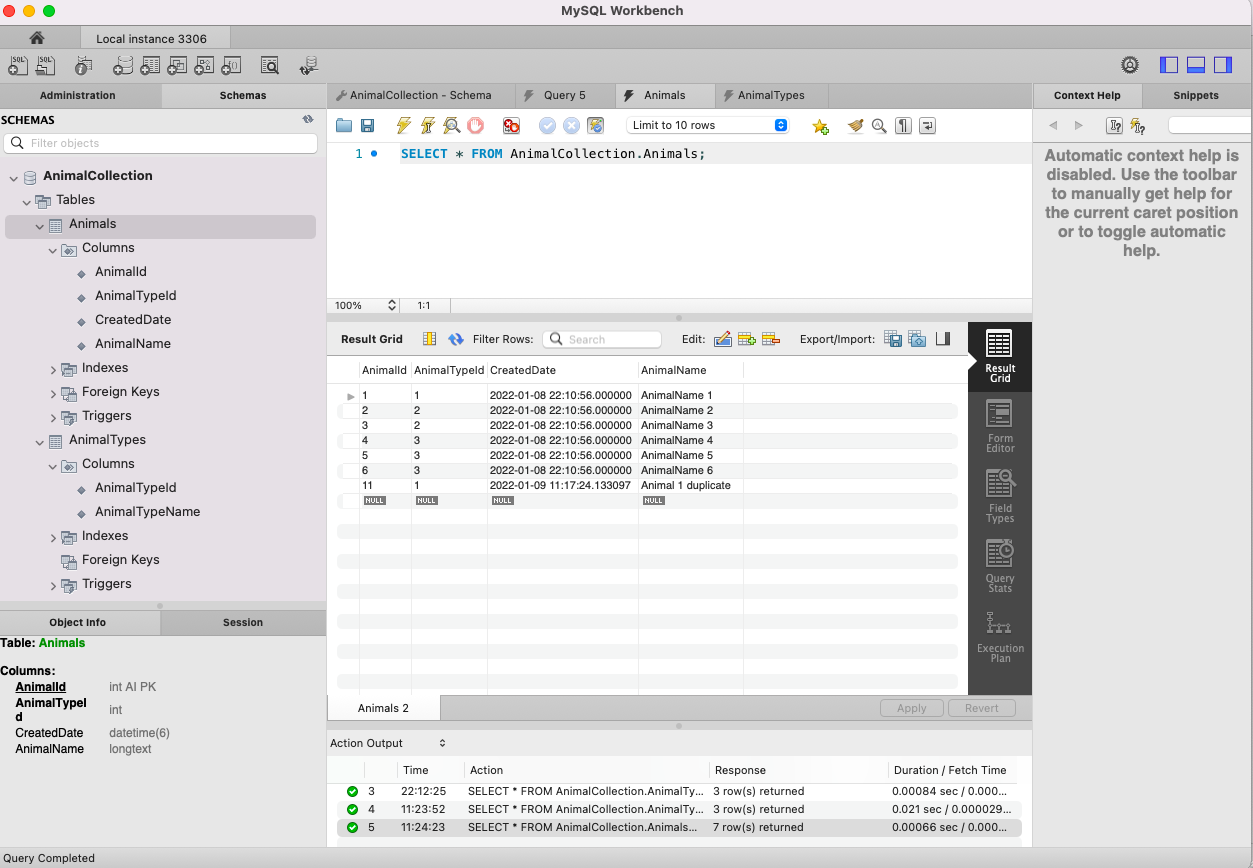 MySQL Workbench
Local instance 3306
Administration Schemas
AnimalCollection - Schema Query 5 Animals AnimalTypes
Context Help Snippets
SCHEMAS
Filter objects
AnimalCollection
Tables
Animals
Columns
AnimalId
AnimalTypeId
CreatedDate
AnimalName
Indexes
Foreign Keys
Triggers
AnimalTypes
Columns
AnimalTypeId
AnimalTypeName
Indexes
Foreign Keys
Triggers
Object Info Session
Table: Animals
Columns:
AnimalId int AI PK
AnimalTypeI
d int
CreatedDate datetime(6)
AnimalName longtext
Limit to 10 rows
1 SELECT * FROM AnimalCollection.Animals;
100% 1:1
Result Grid Filter Rows: Search Edit: Export/Import:
AnimalId AnimalTypeId CreatedDate AnimalName
1 1 2022-01-08 22:10:56.000000 AnimalName 1
2 2 2022-01-08 22:10:56.000000 AnimalName 2
3 2 2022-01-08 22:10:56.000000 AnimalName 3
4 3 2022-01-08 22:10:56.000000 AnimalName 4
5 3 2022-01-08 22:10:56.000000 AnimalName 5
6 3 2022-01-08 22:10:56.000000 AnimalName 6
11 1 2022-01-09 11:17:24.133097 Animal 1 duplicate
NULL NULL NULL NULL
Result
Grid
Form
Editor
Field
Types
Query
Stats
Execution
Plan
Animals 2 Apply Revert
Action Output
Time Action Response Duration / Fetch Time
3 22:12:25 SELECT * FROM AnimalCollection.AnimalTy... 3 row(s) returned 0.00084 sec / 0.000...
4 11:23:52 SELECT * FROM AnimalCollection.AnimalTy... 3 row(s) returned 0.021 sec / 0.000029...
5 11:24:23 SELECT * FROM AnimalCollection.Animals... 7 row(s) returned 0.00066 sec / 0.000...
Automatic context help is
disabled. Use the toolbar
to manually get help for
the current caret position
or to toggle automatic
help.
Query Completed